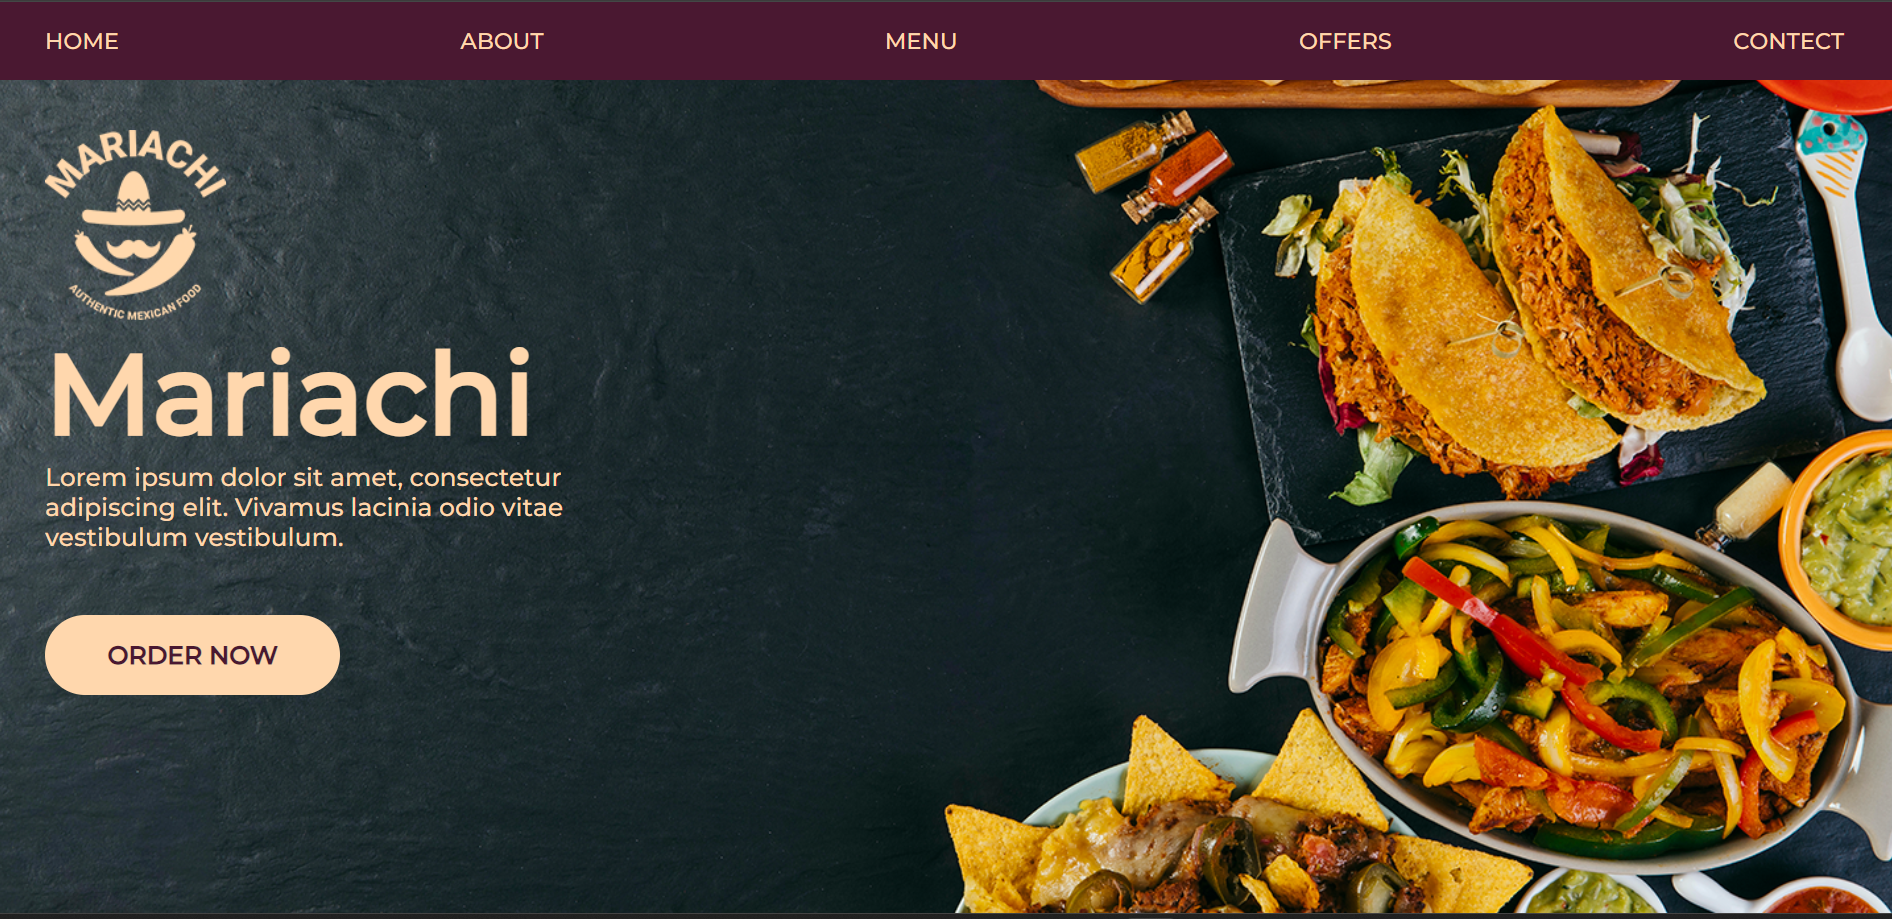 HOME
ABOUT
MENU
OFFERS
CONTECT
MARIACHI
AUTHENTIC MEXICAN FOOD
Mariachi
Lorem ipsum dolor sit amet, consectetur
adipiscing elit. Vivamus lacinia odio vitae
vestibulum vestibulum.
ORDER NOW